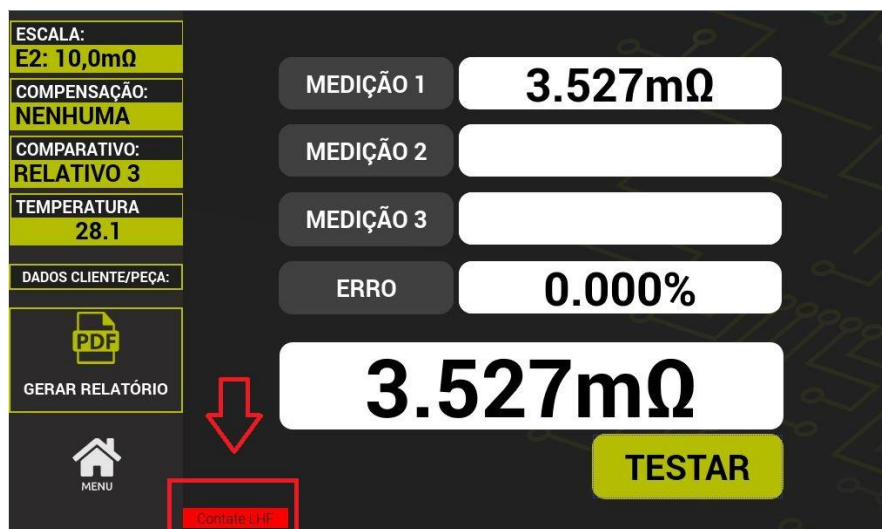 ESCALA:
E2: 10,0mΩ
COMPENSAÇÃO:
NENHUMA
COMPARATIVO:
RELATIVO 3
TEMPERATURA
28.1
DADOS CLIENTE/PEÇA:
PDF
GERAR RELATÓRIO
MENU
MEDIÇÃO 1
3.527mΩ
MEDIÇÃO 2
MEDIÇÃO 3
ERRO
0.000%
3.527mΩ
TESTAR
Contate LHF